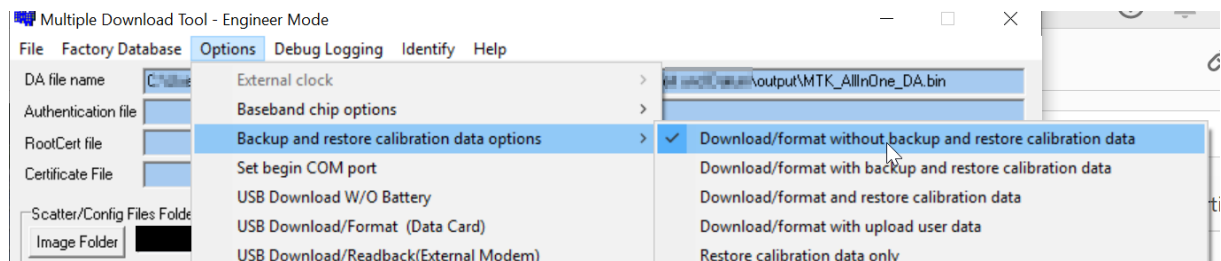 Multiple Download Tool - Engineer Mode
File Factory Database Options Debug Logging Identify Help
DA file name \output\MTK_AllInOne_DA.bin
External clock
Authentication file
Baseband chip options
RootCert file
Backup and restore calibration data options
Download/format without backup and restore calibration data
Certificate File
Set begin COM port
Download/format with backup and restore calibration data
USB Download W/O Battery
Download/format and restore calibration data
Scatter/Config Files Folde
USB Download/Format (Data Card)
Download/format with upload user data
Image Folder
USB Download/Readback(External Modem)
Restore calibration data only